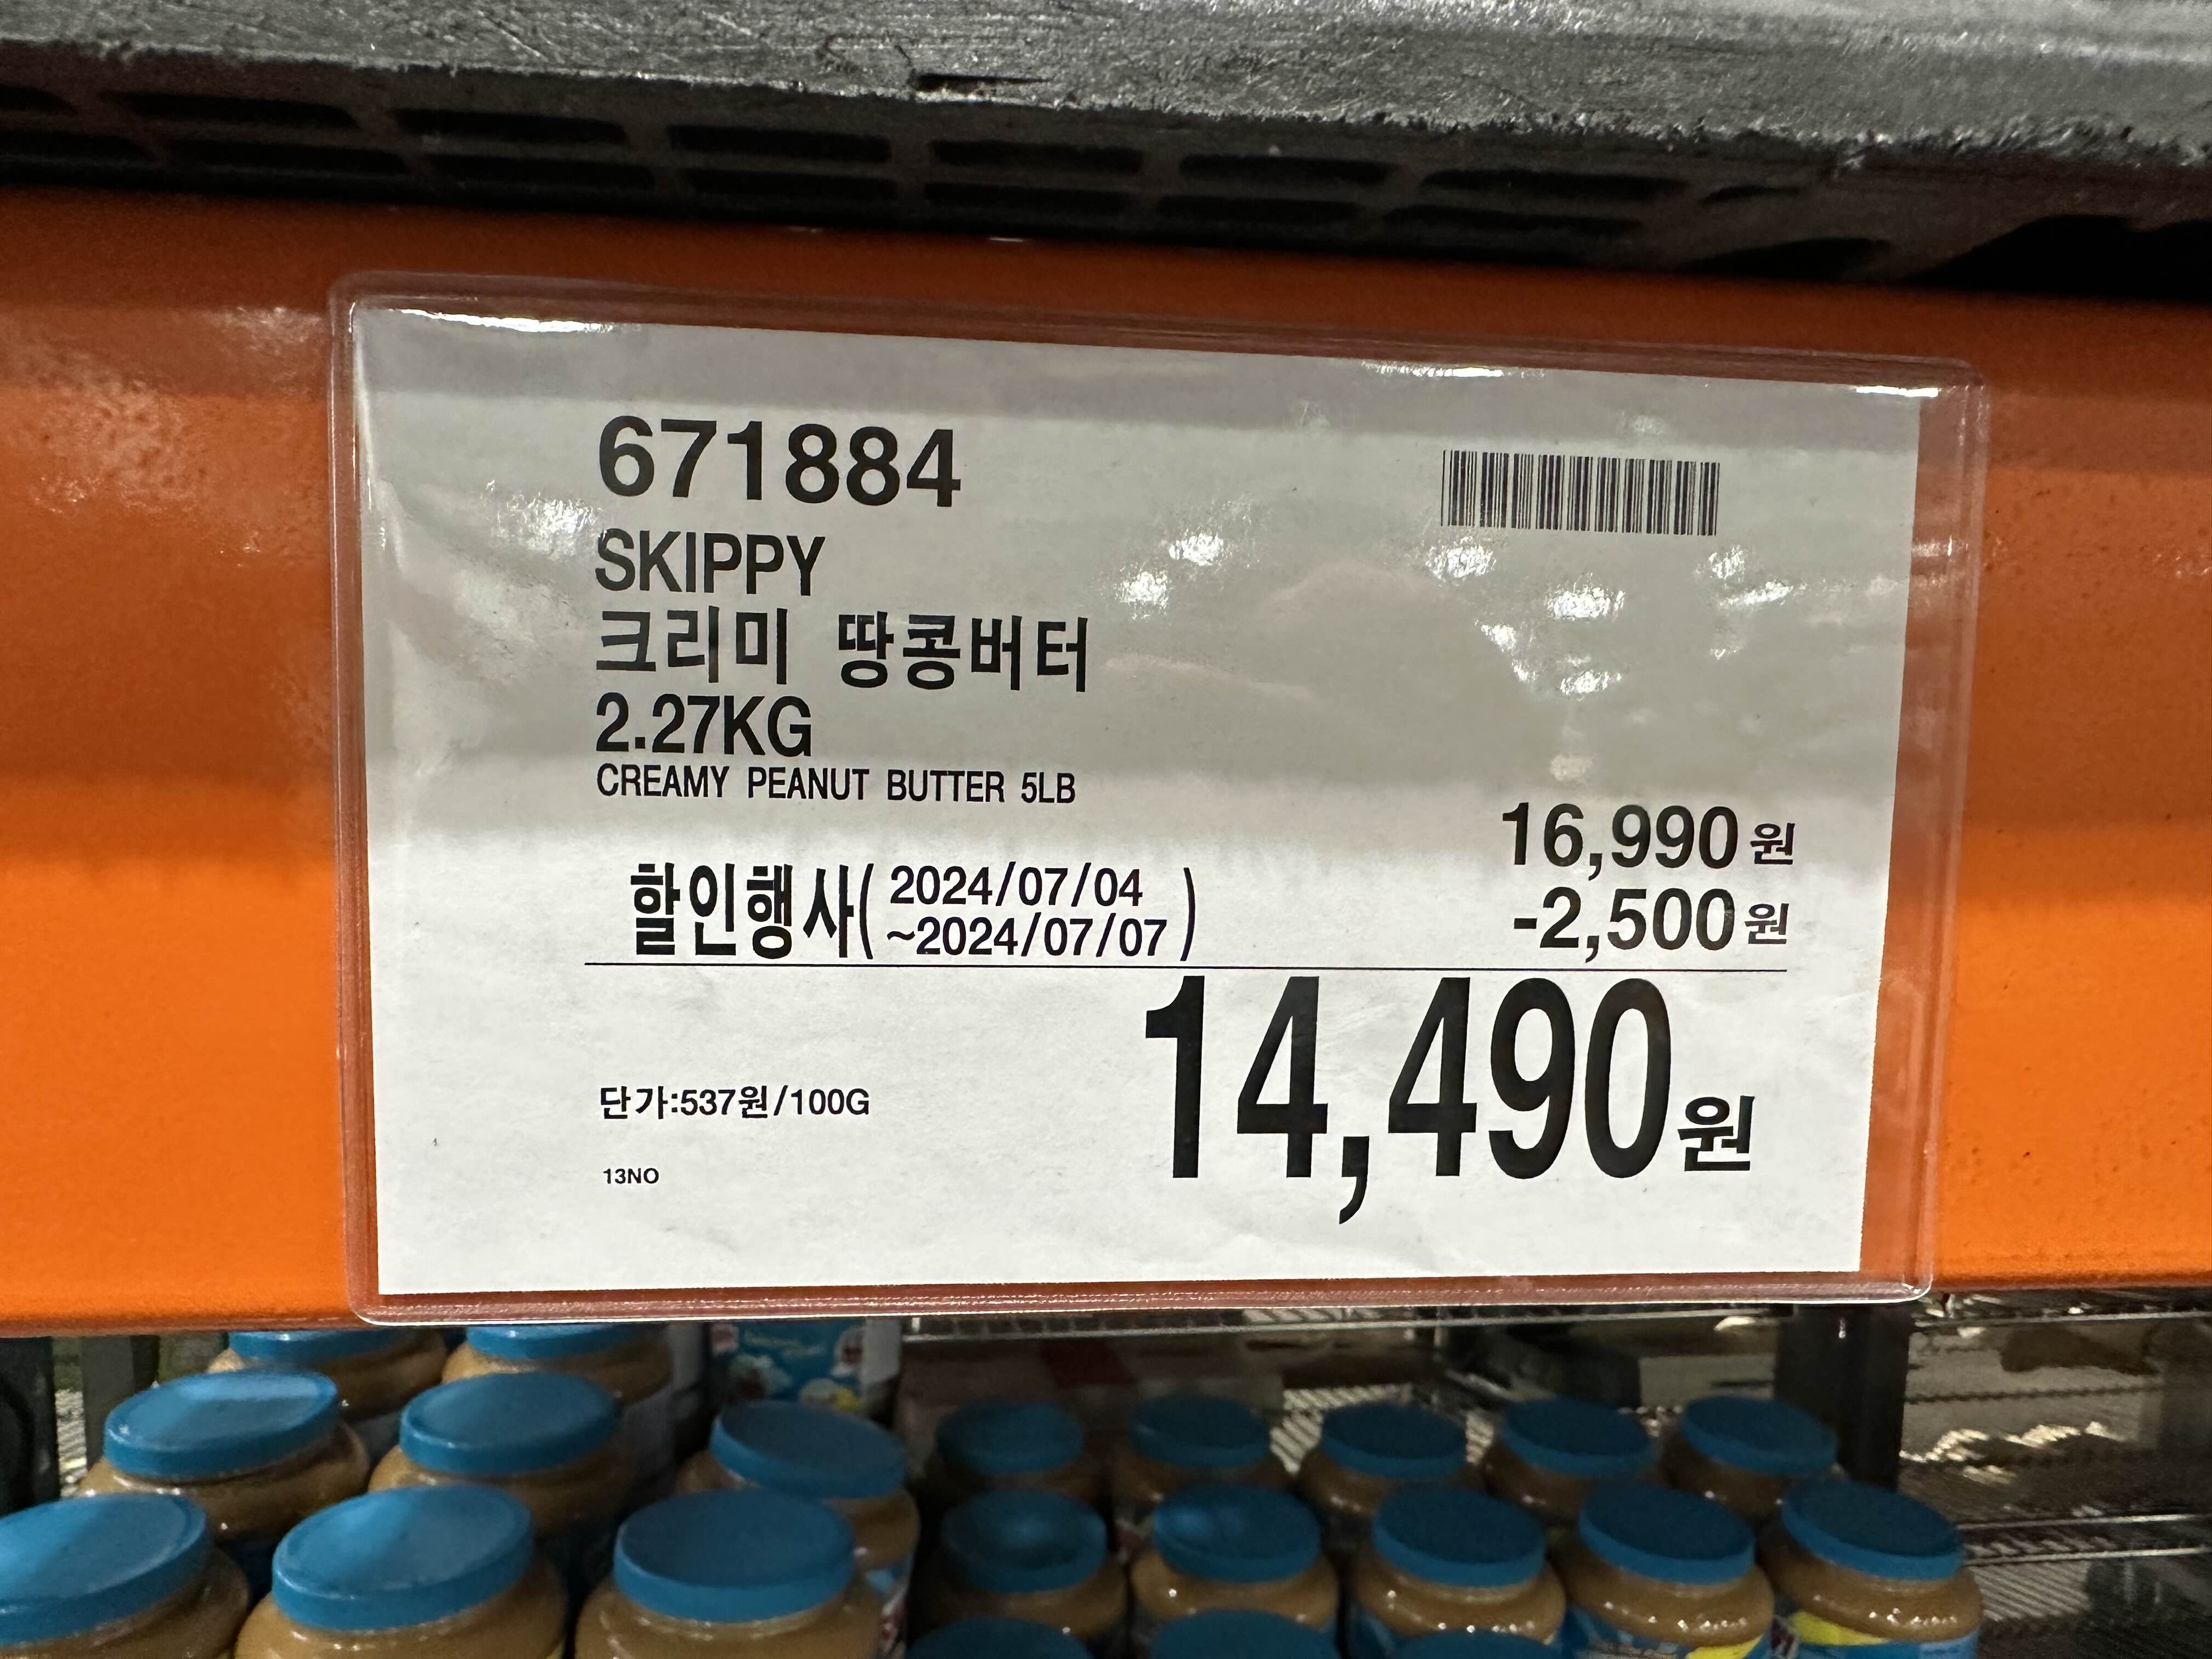 671884
SKIPPY
크리미 땅콩버터
2.27KG
CREAMY PEANUT BUTTER 5LB
16,990원
할인행사( 2024/07/04
~2024/07/07 )
-2,500원
14,490원
단가:537원/100G
13NO